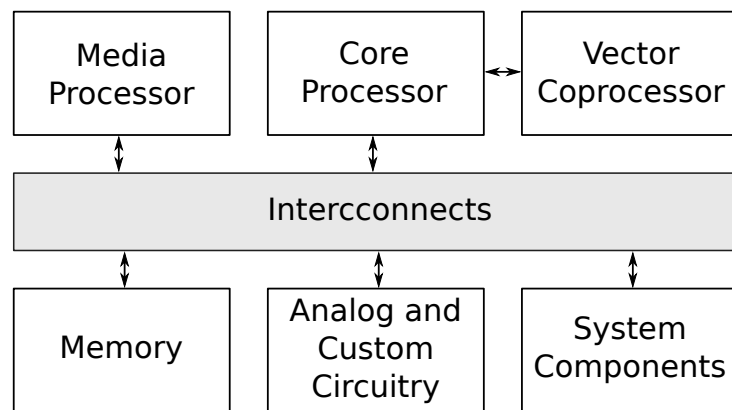 Media
Processor
Core
Processor
Vector
Coprocessor
Intercconnects
Memory
Analog and
Custom
Circuitry
System
Components